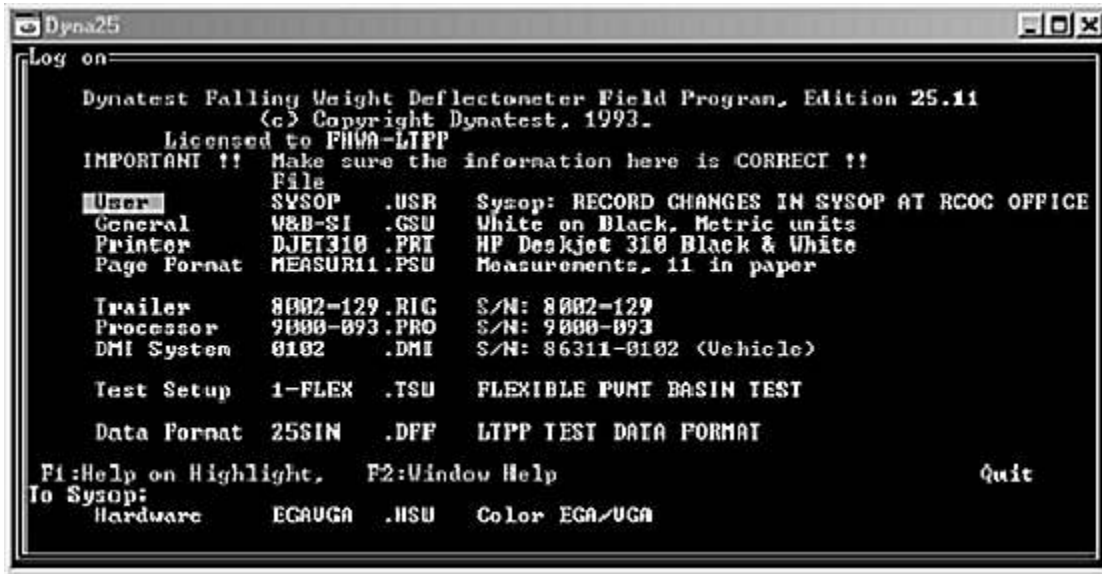 Dyna25
Log on
Dynatest Falling Weight Deflectometer Field Program, Edition 25.11
(c) Copyright Dynatest, 1993.
Licensed to FHWA-LTPP
IMPORTANT !! Make sure the information here is CORRECT !!
File
User SYSOP .USR Sysop: RECORD CHANGES IN SYSOP AT RCOC OFFICE
General W&B-SI .GSU White on Black, Metric units
Printer DJET310 .PRT HP Deskjet 310 Black & White
Page Format MEASUR11.PSU Measurements, 11 in paper
Trailer 8002-129.RIG S/N: 8002-129
Processor 9000-093.PRO S/N: 9000-093
DMI System 0102 .DMI S/N: 86311-0102 (Vehicle)
Test Setup 1-FLEX .TSU FLEXIBLE PVMT BASIN TEST
Data Format 25SIN .DFF LTPP TEST DATA FORMAT
F1:Help on Highlight, F2:Window Help Quit
To Sysop:
Hardware EGAVGA .HSU Color EGA/VGA